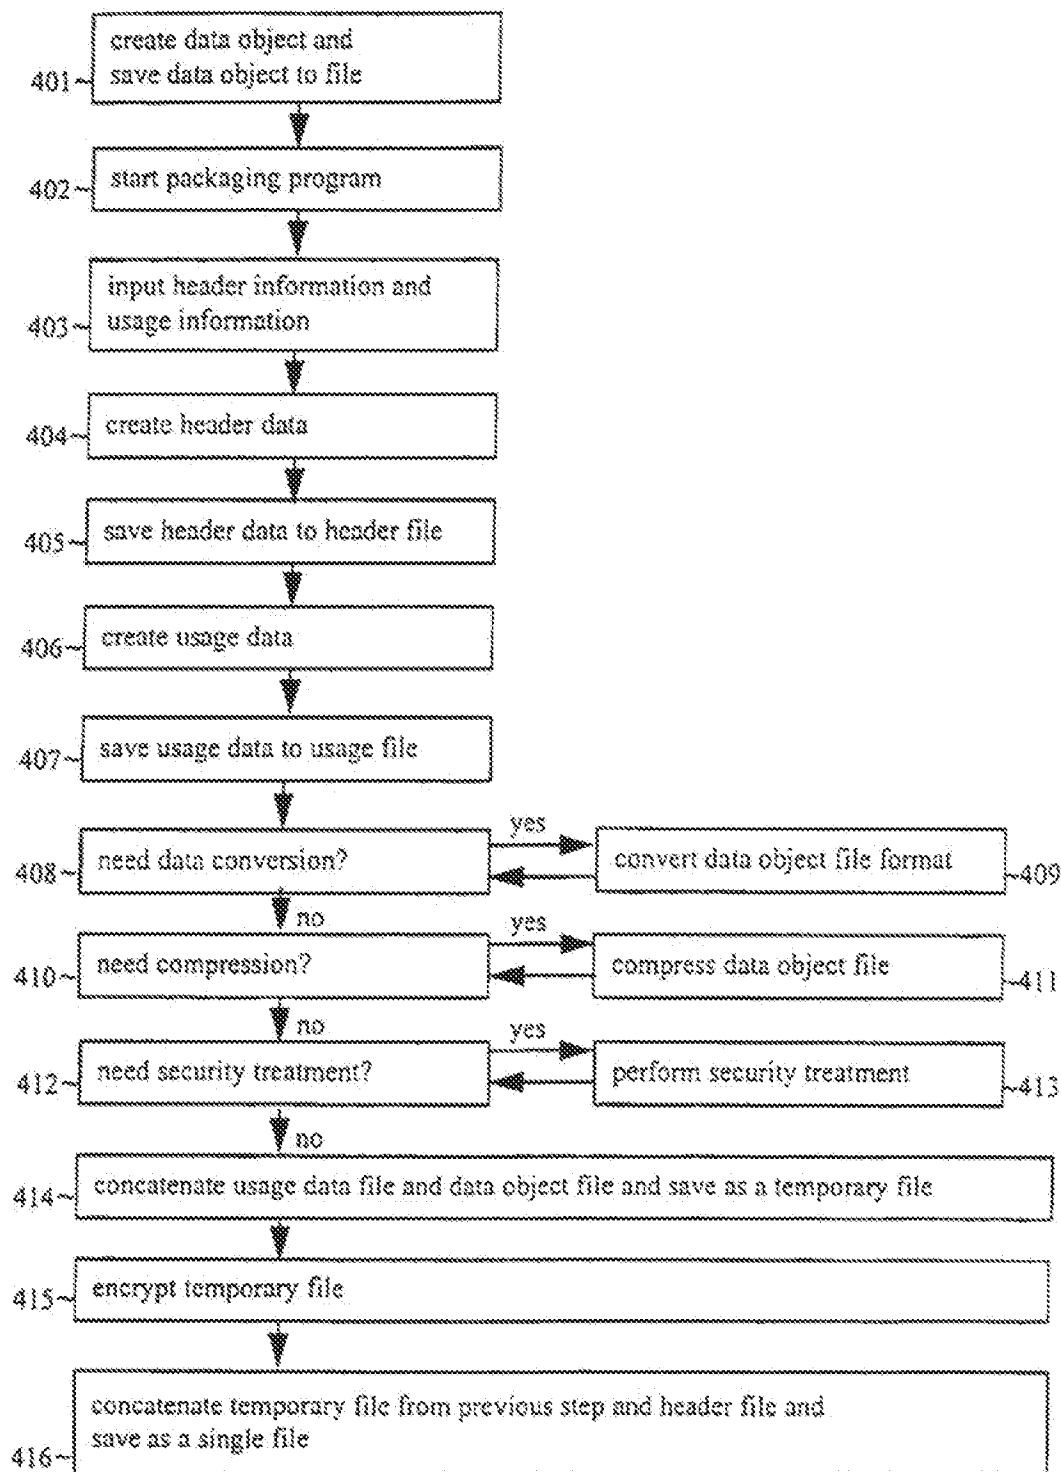 create data object and
save data object to file
401
start packaging program
402
input header information and
usage information
403
create header data
404
save header data to header file
405
create usage data
406
save usage data to usage file
407
yes
need data conversion?
convert data object file format
408
409
no
yes
need compression?
compress data object file
410
411
no
yes
need security treatment?
perform security treatment
412
413
no
concatenate usage data file and data object file and save as a temporary file
414
encrypt temporary file
415
concatenate temporary file from previous step and header file and
save as a single file
416